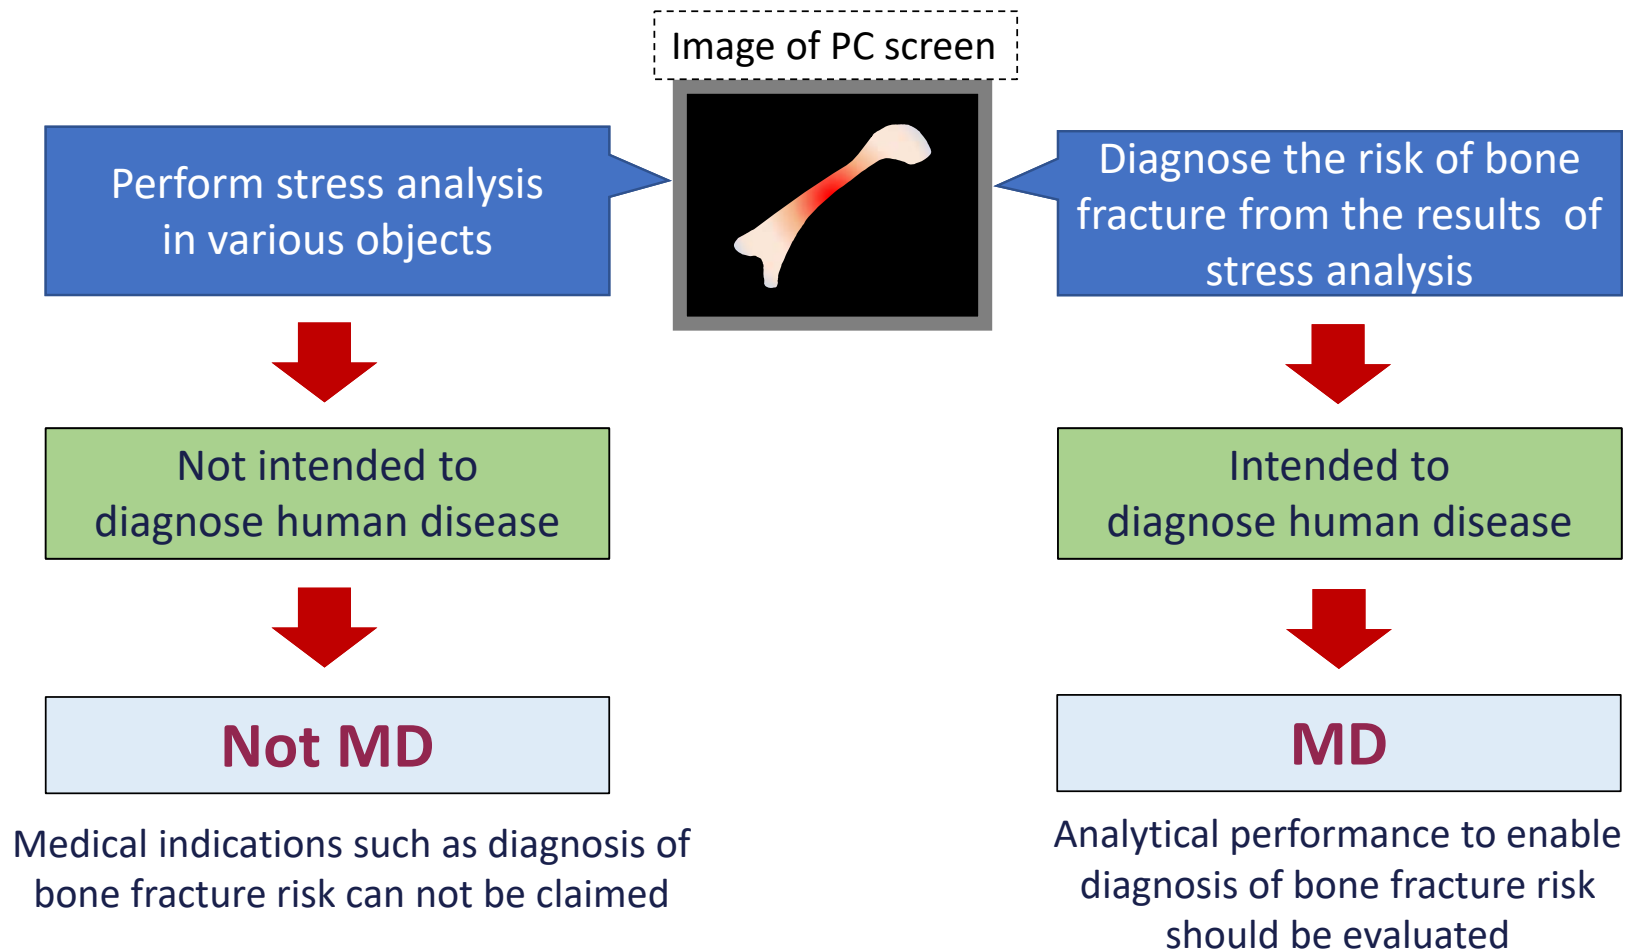 Image of PC screen
Perform stress analysis
in various objects
Not intended to
diagnose human disease
Not MD
Medical indications such as diagnosis of
bone fracture risk can not be claimed
Diagnose the risk of bone
fracture from the results  of
stress analysis
Intended to
diagnose human disease
MD
Analytical performance to enable
diagnosis of bone fracture risk
should be evaluated